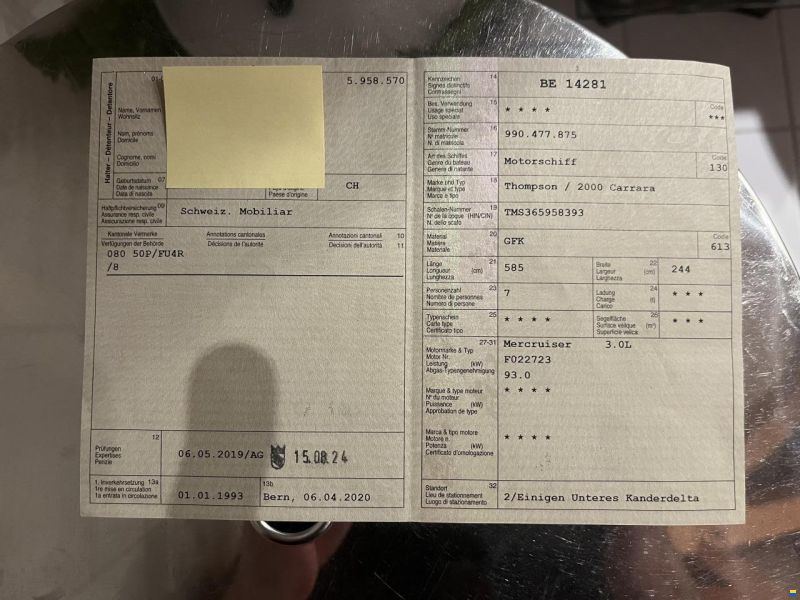 01-
5.958.570
Halter – Détenteur – Detentore
Name, Vornamen
Wohnsitz
Nom, prénoms
Domicile
Cognome, nomi
Domicilio
Geburtsdatum 07
Date de naissance
Data di nascita
Paese d'origine
CH
Haftpflichtversicherung 09
Assurance resp. civile
Assicurazione resp. civile
Schweiz. Mobiliar
Kantonale Vermerke
Annotations cantonales
Annotazioni cantonali 10
Verfügungen der Behörde
Décisions de l'autorité
Decisioni dell'autorità 11
080 50P/FU4R
/8
12
Prüfungen
Expertises
Perizie
06.05.2019/AG
15.08.24
1. Inverkehrsetzung 13a
1re mise en circulation
1a entrata in circolazione
01.01.1993
13b
Bern, 06.04.2020
Kennzeichen 14
Signes distinctifs
Contrassegni
BE 14281
Bes. Verwendung 15
Usage spécial
Uso speciale
* * * *
Code
***
Stamm-Nummer 16
N° matricule
N. di matricola
990.477.875
Art des Schiffes 17
Genre du bateau
Genere di natante
Motorschiff
Code
130
Marke und Typ 18
Marque et type
Marca e tipo
Thompson / 2000 Carrara
Schalen-Nummer 19
N° de la coque (HIN/CIN)
N. dello scafo
TMS365958393
Material 20
Matière
Materiale
GFK
Code
613
Länge 21
Longueur (cm)
Lunghezza
585
Breite 22
Largeur (cm)
Larghezza
244
Personenzahl 23
Nombre de personnes
Numero di persone
7
Ladung 24
Charge (t)
Carico
* * *
Typenschein 25
Carte type
Certificato tipo
* * * *
Segelfläche 26
Surface vélique (m²)
Superficie velica
* * *
27-31
Motormarke & Typ
Motor Nr.
Leistung (kW)
Abgas-Typengenehmigung
Mercruiser 3.0L
F022723
93.0
Marque & type moteur
N° du moteur
Puissance (kW)
Approbation de type
* * * *
Marca & tipo motore
Motore n.
Potenza (kW)
Certificato d'omologazione
* * * *
Standort 32
Lieu de stationnement
Luogo di stazionamento
2/Einigen Unteres Kanderdelta